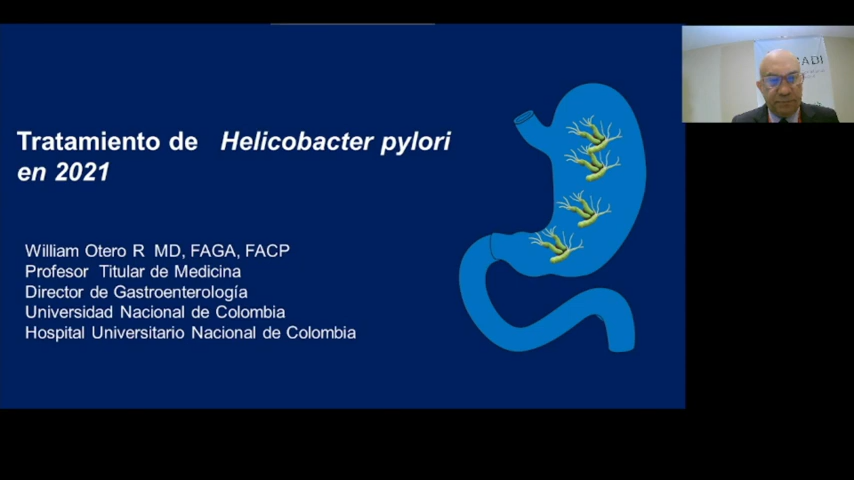 Tratamiento de Helicobacter pylori
en 2021
William Otero R MD, FAGA, FACP
Profesor Titular de Medicina
Director de Gastroenterología
Universidad Nacional de Colombia
Hospital Universitario Nacional de Colombia